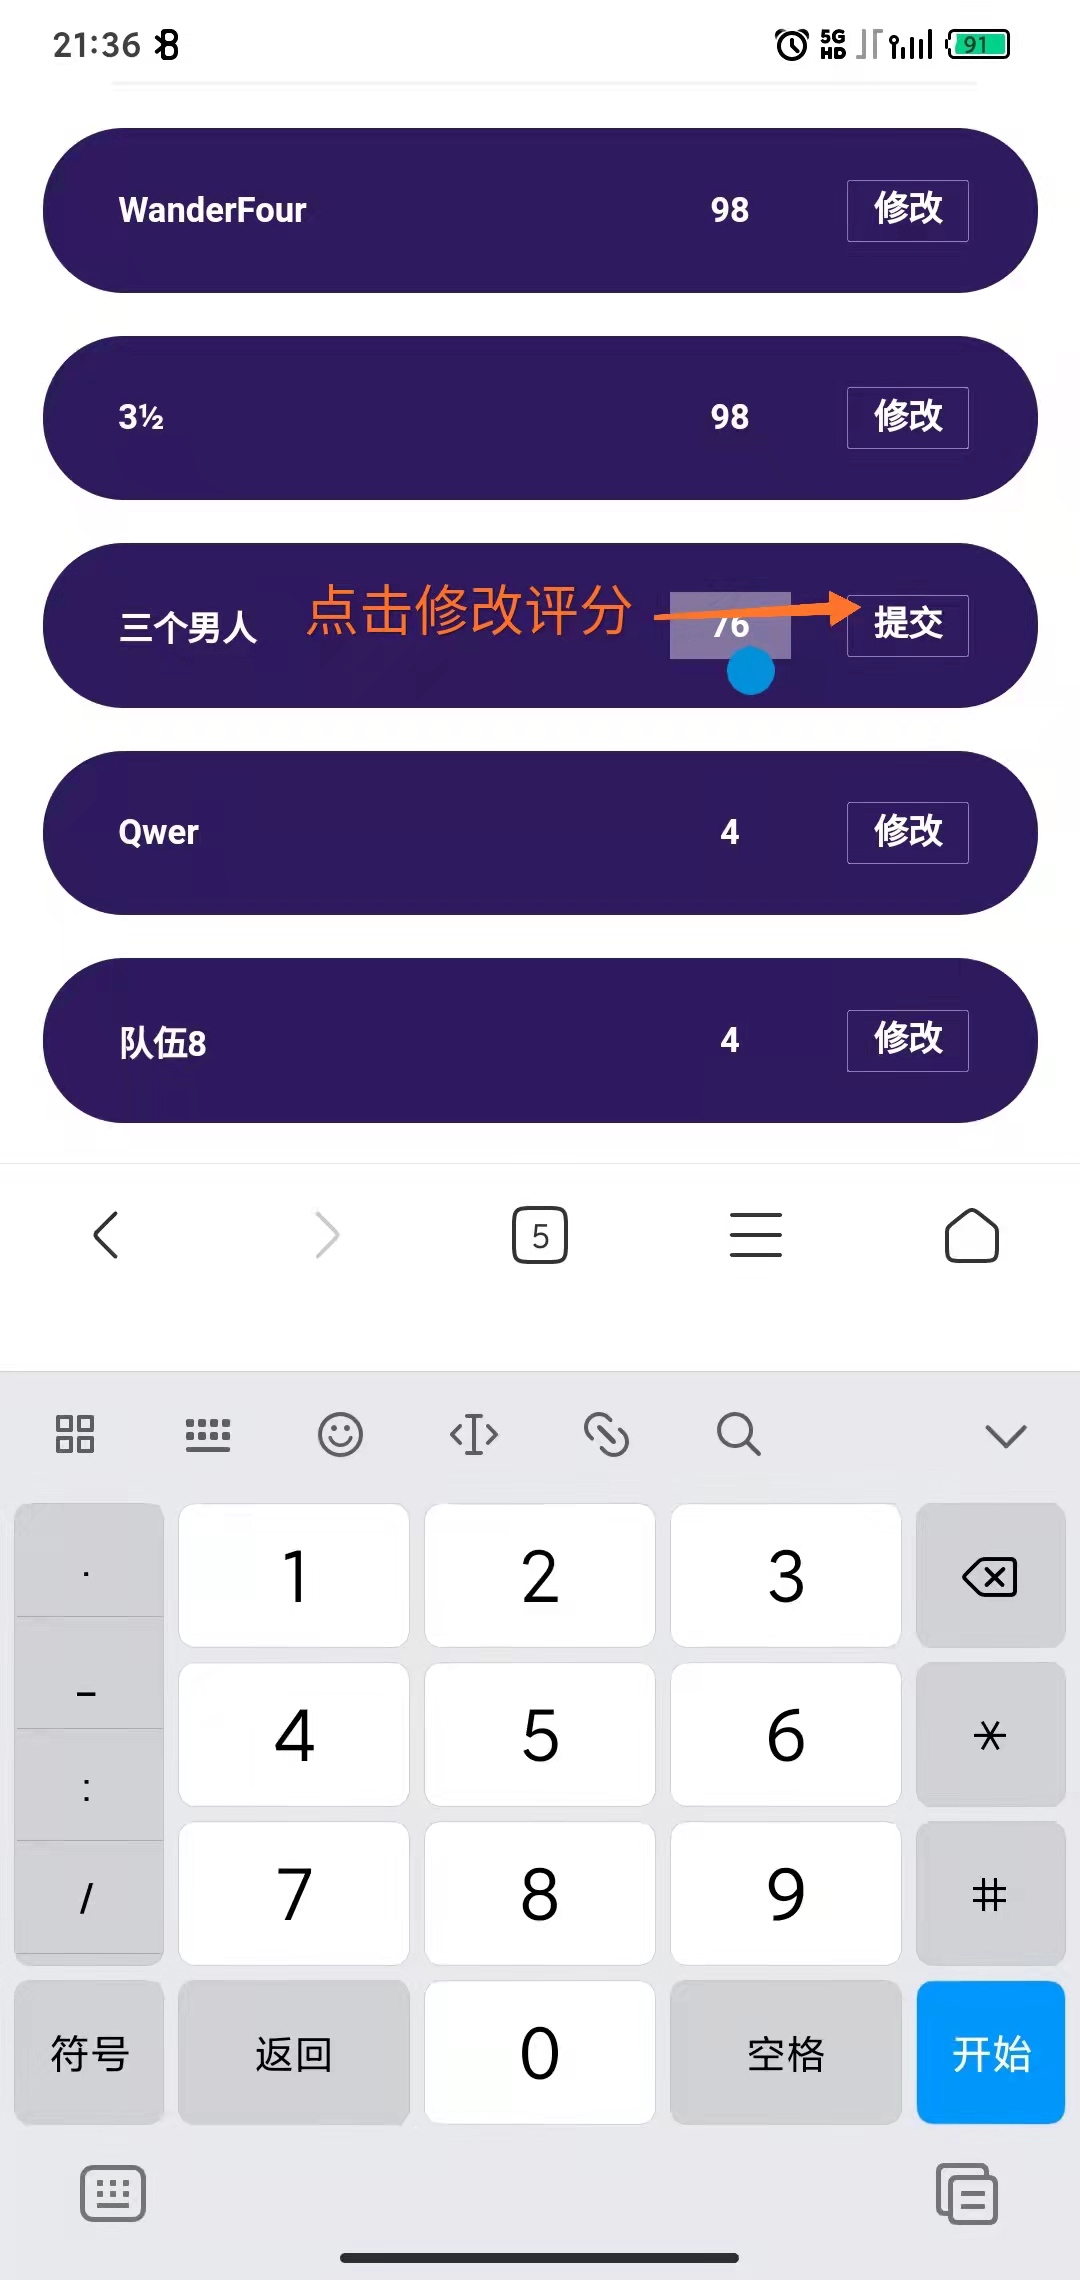 21:36 5G HD 91
WanderFour 98 修改
3½ 98 修改
三个男人 点击修改评分 76 提交
Qwer 4 修改
队伍8 4 修改
5
. 1 2 3
– 4 5 6 *
:
/ 7 8 9 #
符号 返回 0 空格 开始